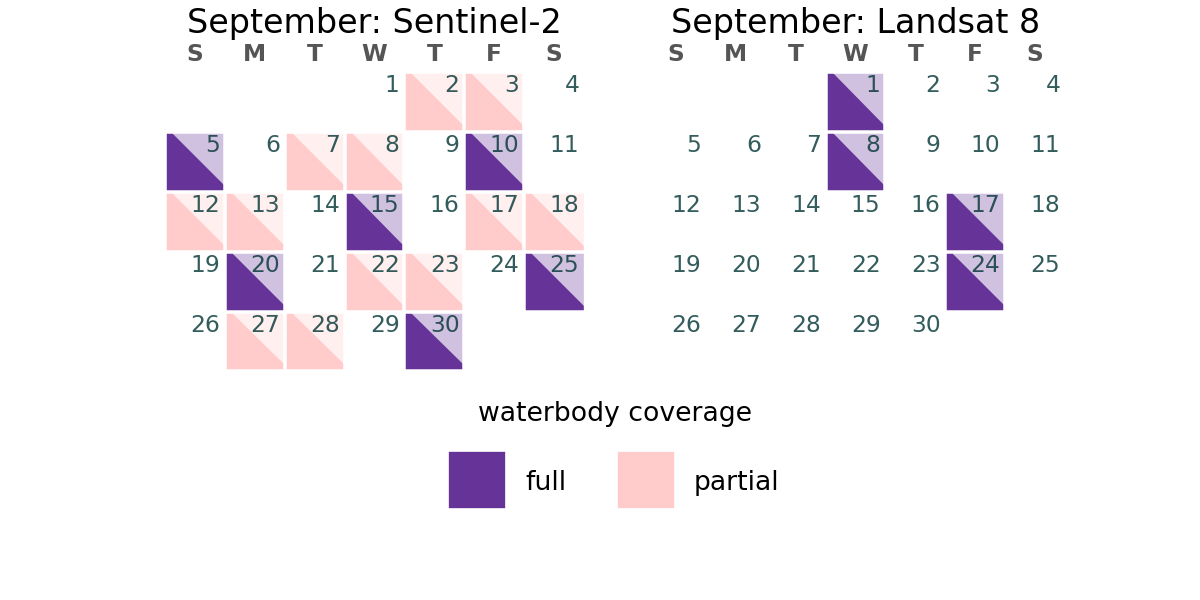 September: Sentinel-2
S M T W T F S
1 2 3 4
5 6 7 8 9 10 11
12 13 14 15 16 17 18
19 20 21 22 23 24 25
26 27 28 29 30
September: Landsat 8
S M T W T F S
1 2 3 4
5 6 7 8 9 10 11
12 13 14 15 16 17 18
19 20 21 22 23 24 25
26 27 28 29 30
waterbody coverage
full partial